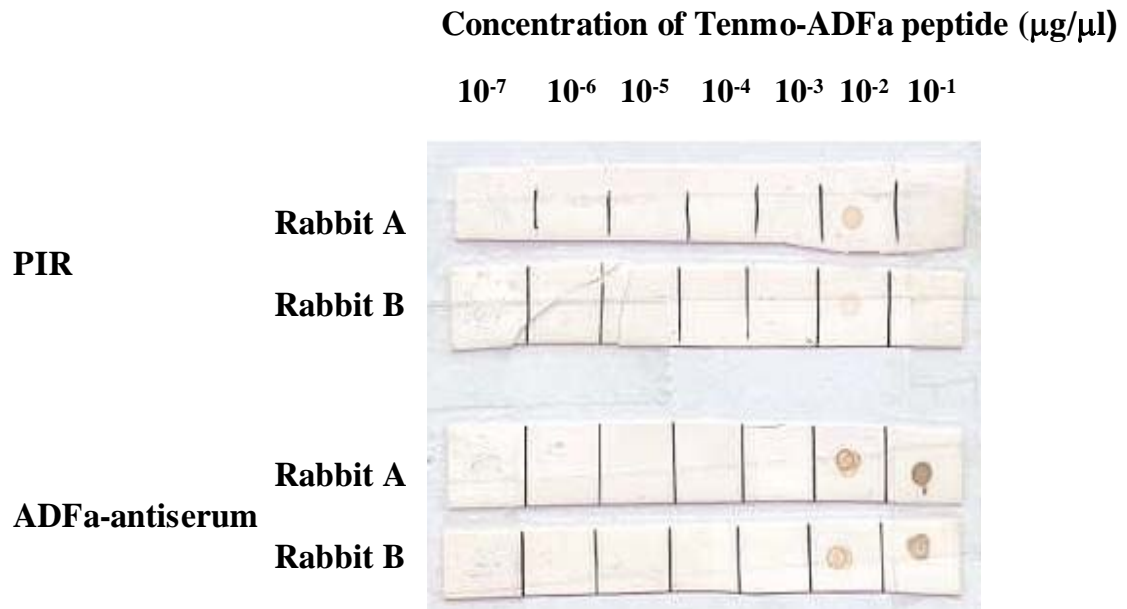 Concentration of Tenmo-ADFa peptide (μg/μl)
10-7 10-6 10-5 10-4 10-3 10-2 10-1
Rabbit A
PIR
Rabbit B
Rabbit A
ADFa-antiserum
Rabbit B